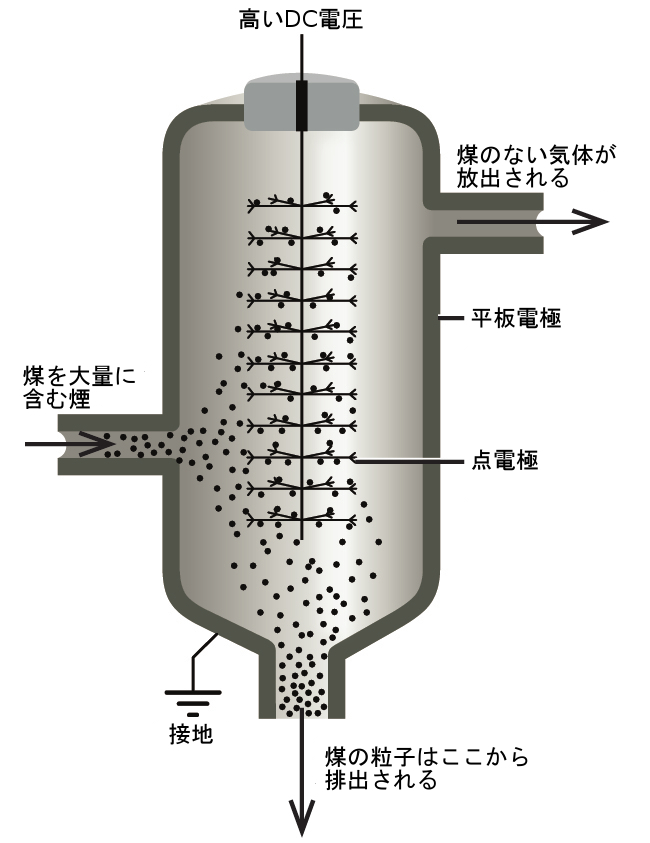 高いDC電圧
煤のない気体が
放出される
平板電極
煤を大量に
含む煙
点電極
接地
煤の粒子はここから
排出される